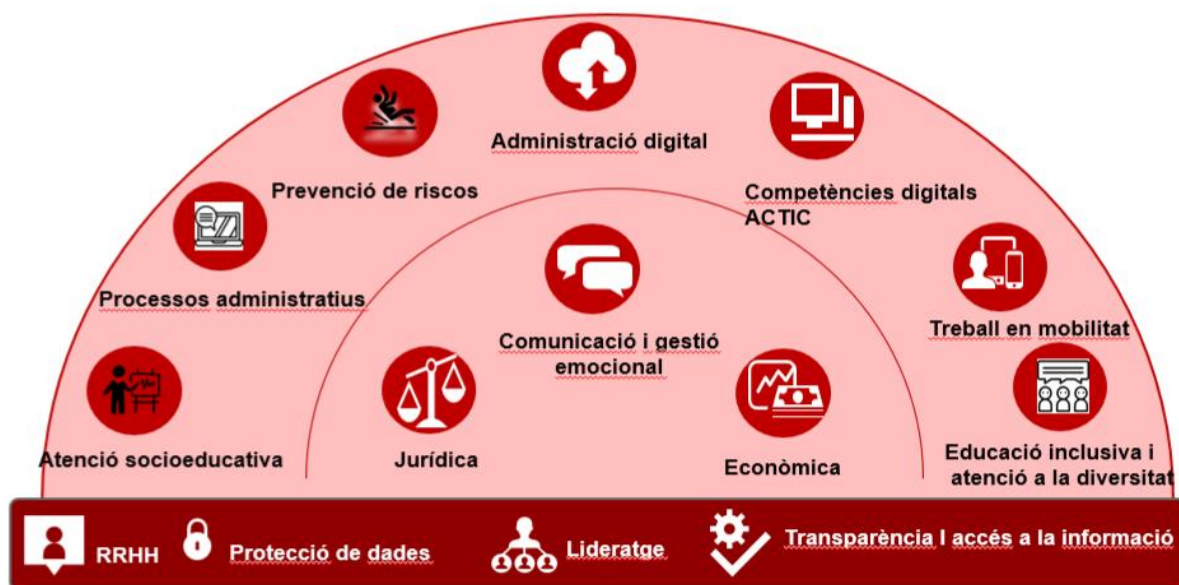 Administració digital
Prevenció de riscos
Competències digitals
ACTIC
Processos administratius
Treball en mobilitat
Comunicació i gestió
emocional
Atenció socioeducativa
Jurídica
Econòmica
Educació inclusiva i
atenció a la diversitat
RRHH
Protecció de dades
Lideratge
Transparència I accés a la informació